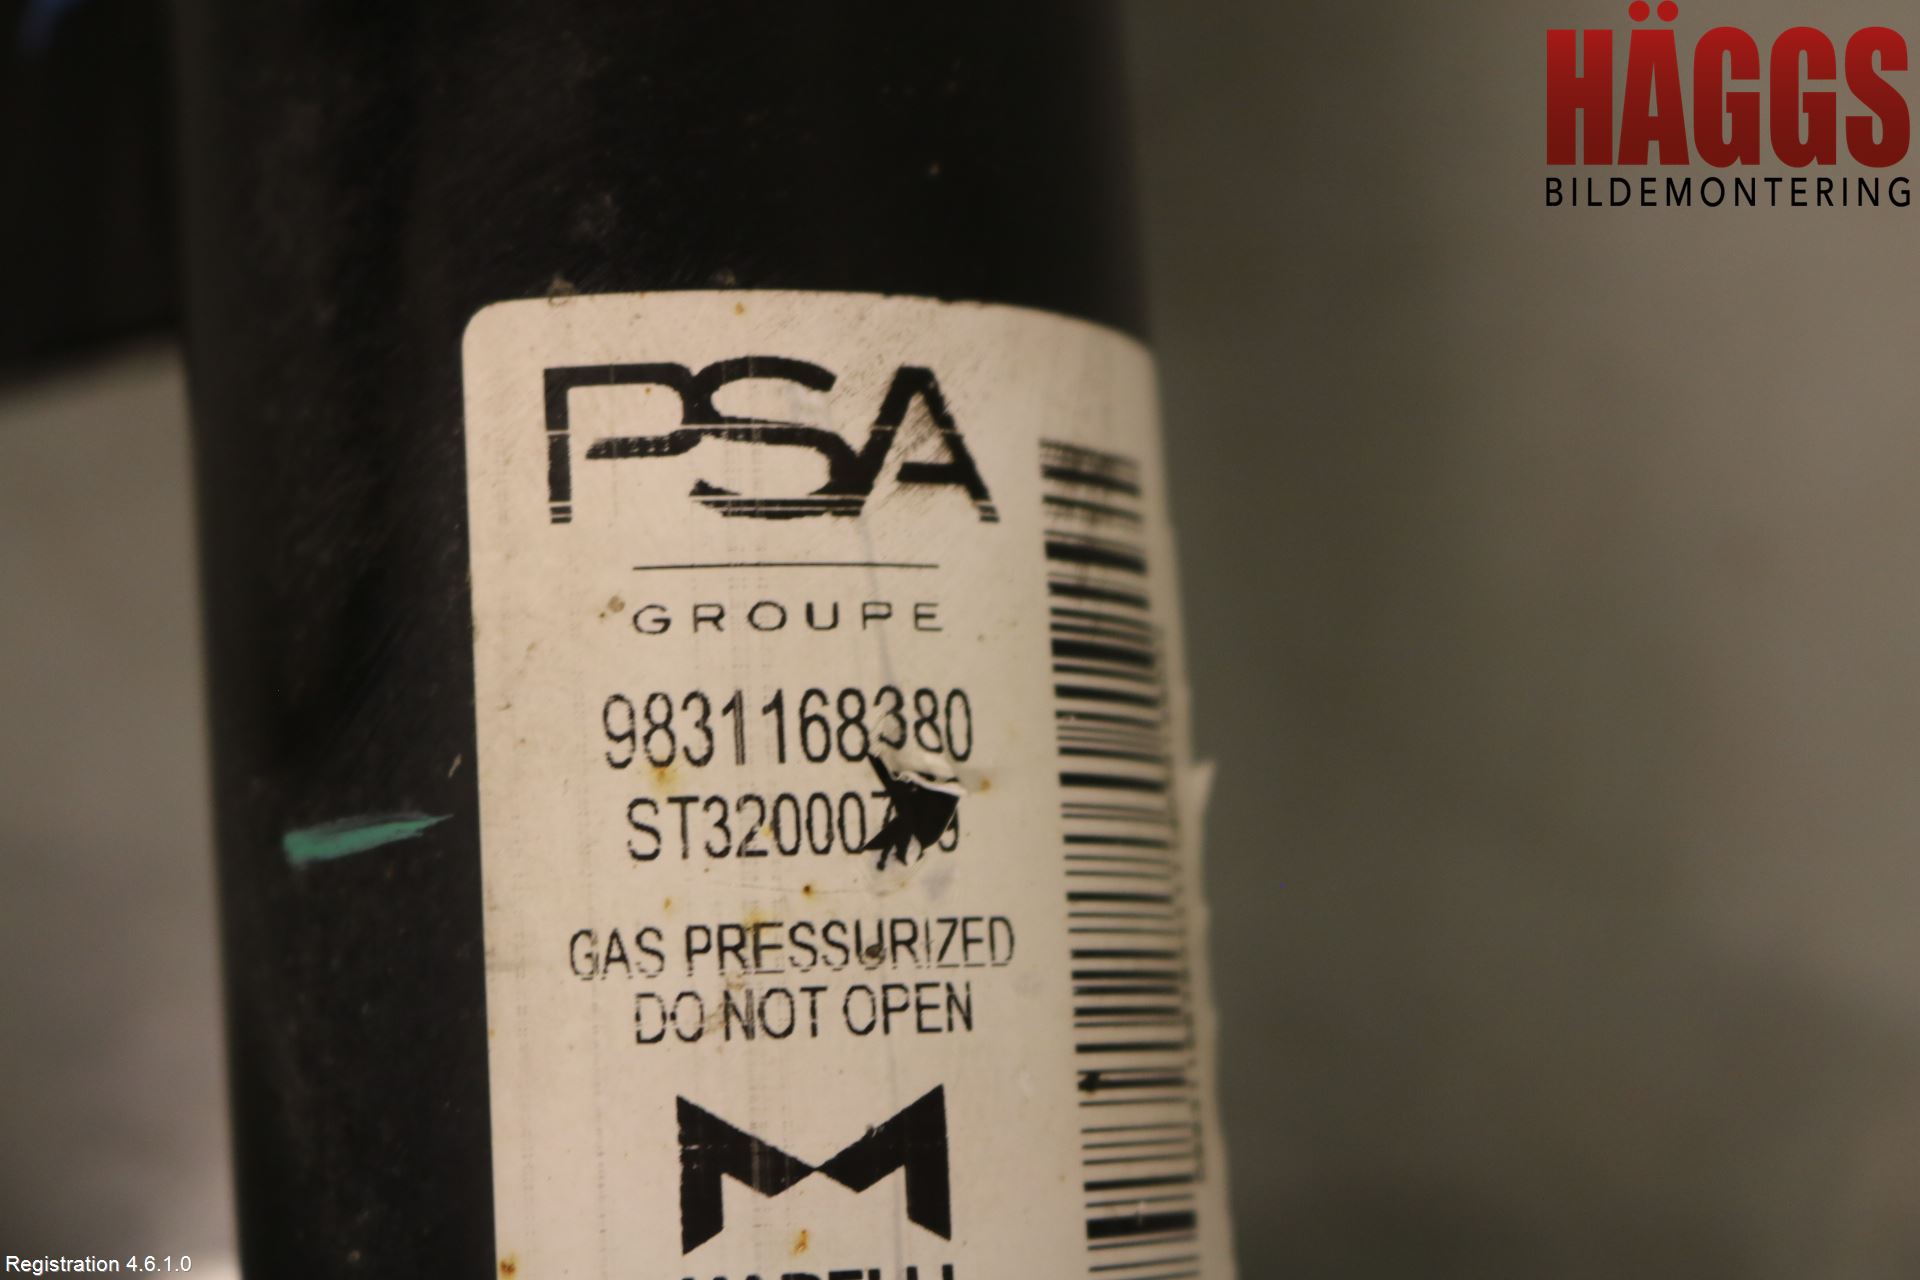 HÄGGS
BILDEMONTERING
PSA
GROUPE
9831168380
GAS PRESSURIZED
DO NOT OPEN
Registration 4.6.1.0